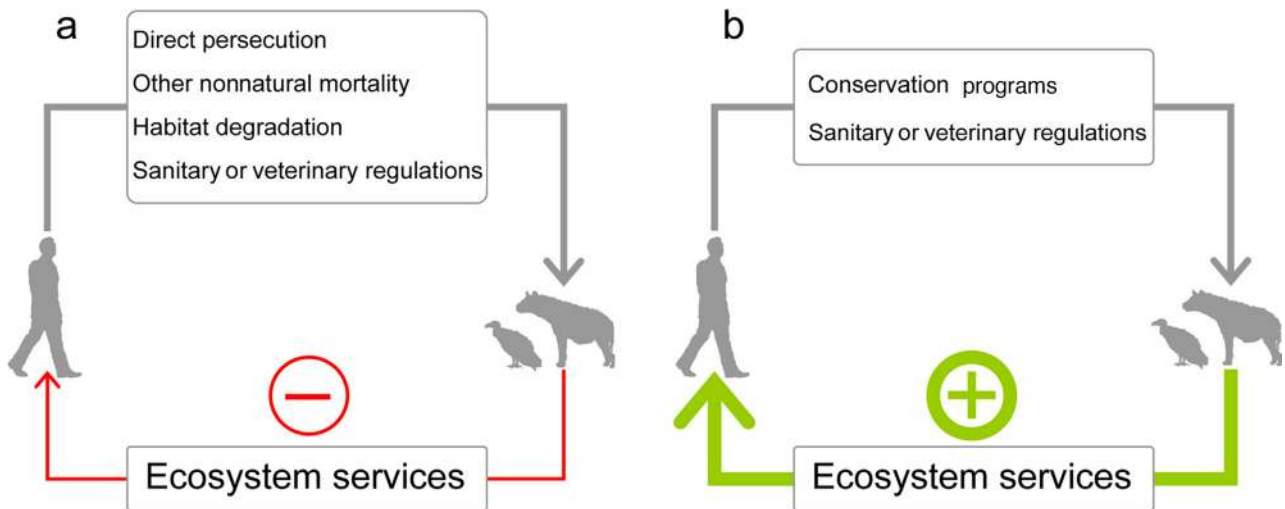 a
Direct persecution
Other nonnatural mortality
Habitat degradation
Sanitary or veterinary regulations
Ecosystem services
b
Conservation programs
Sanitary or veterinary regulations
Ecosystem services